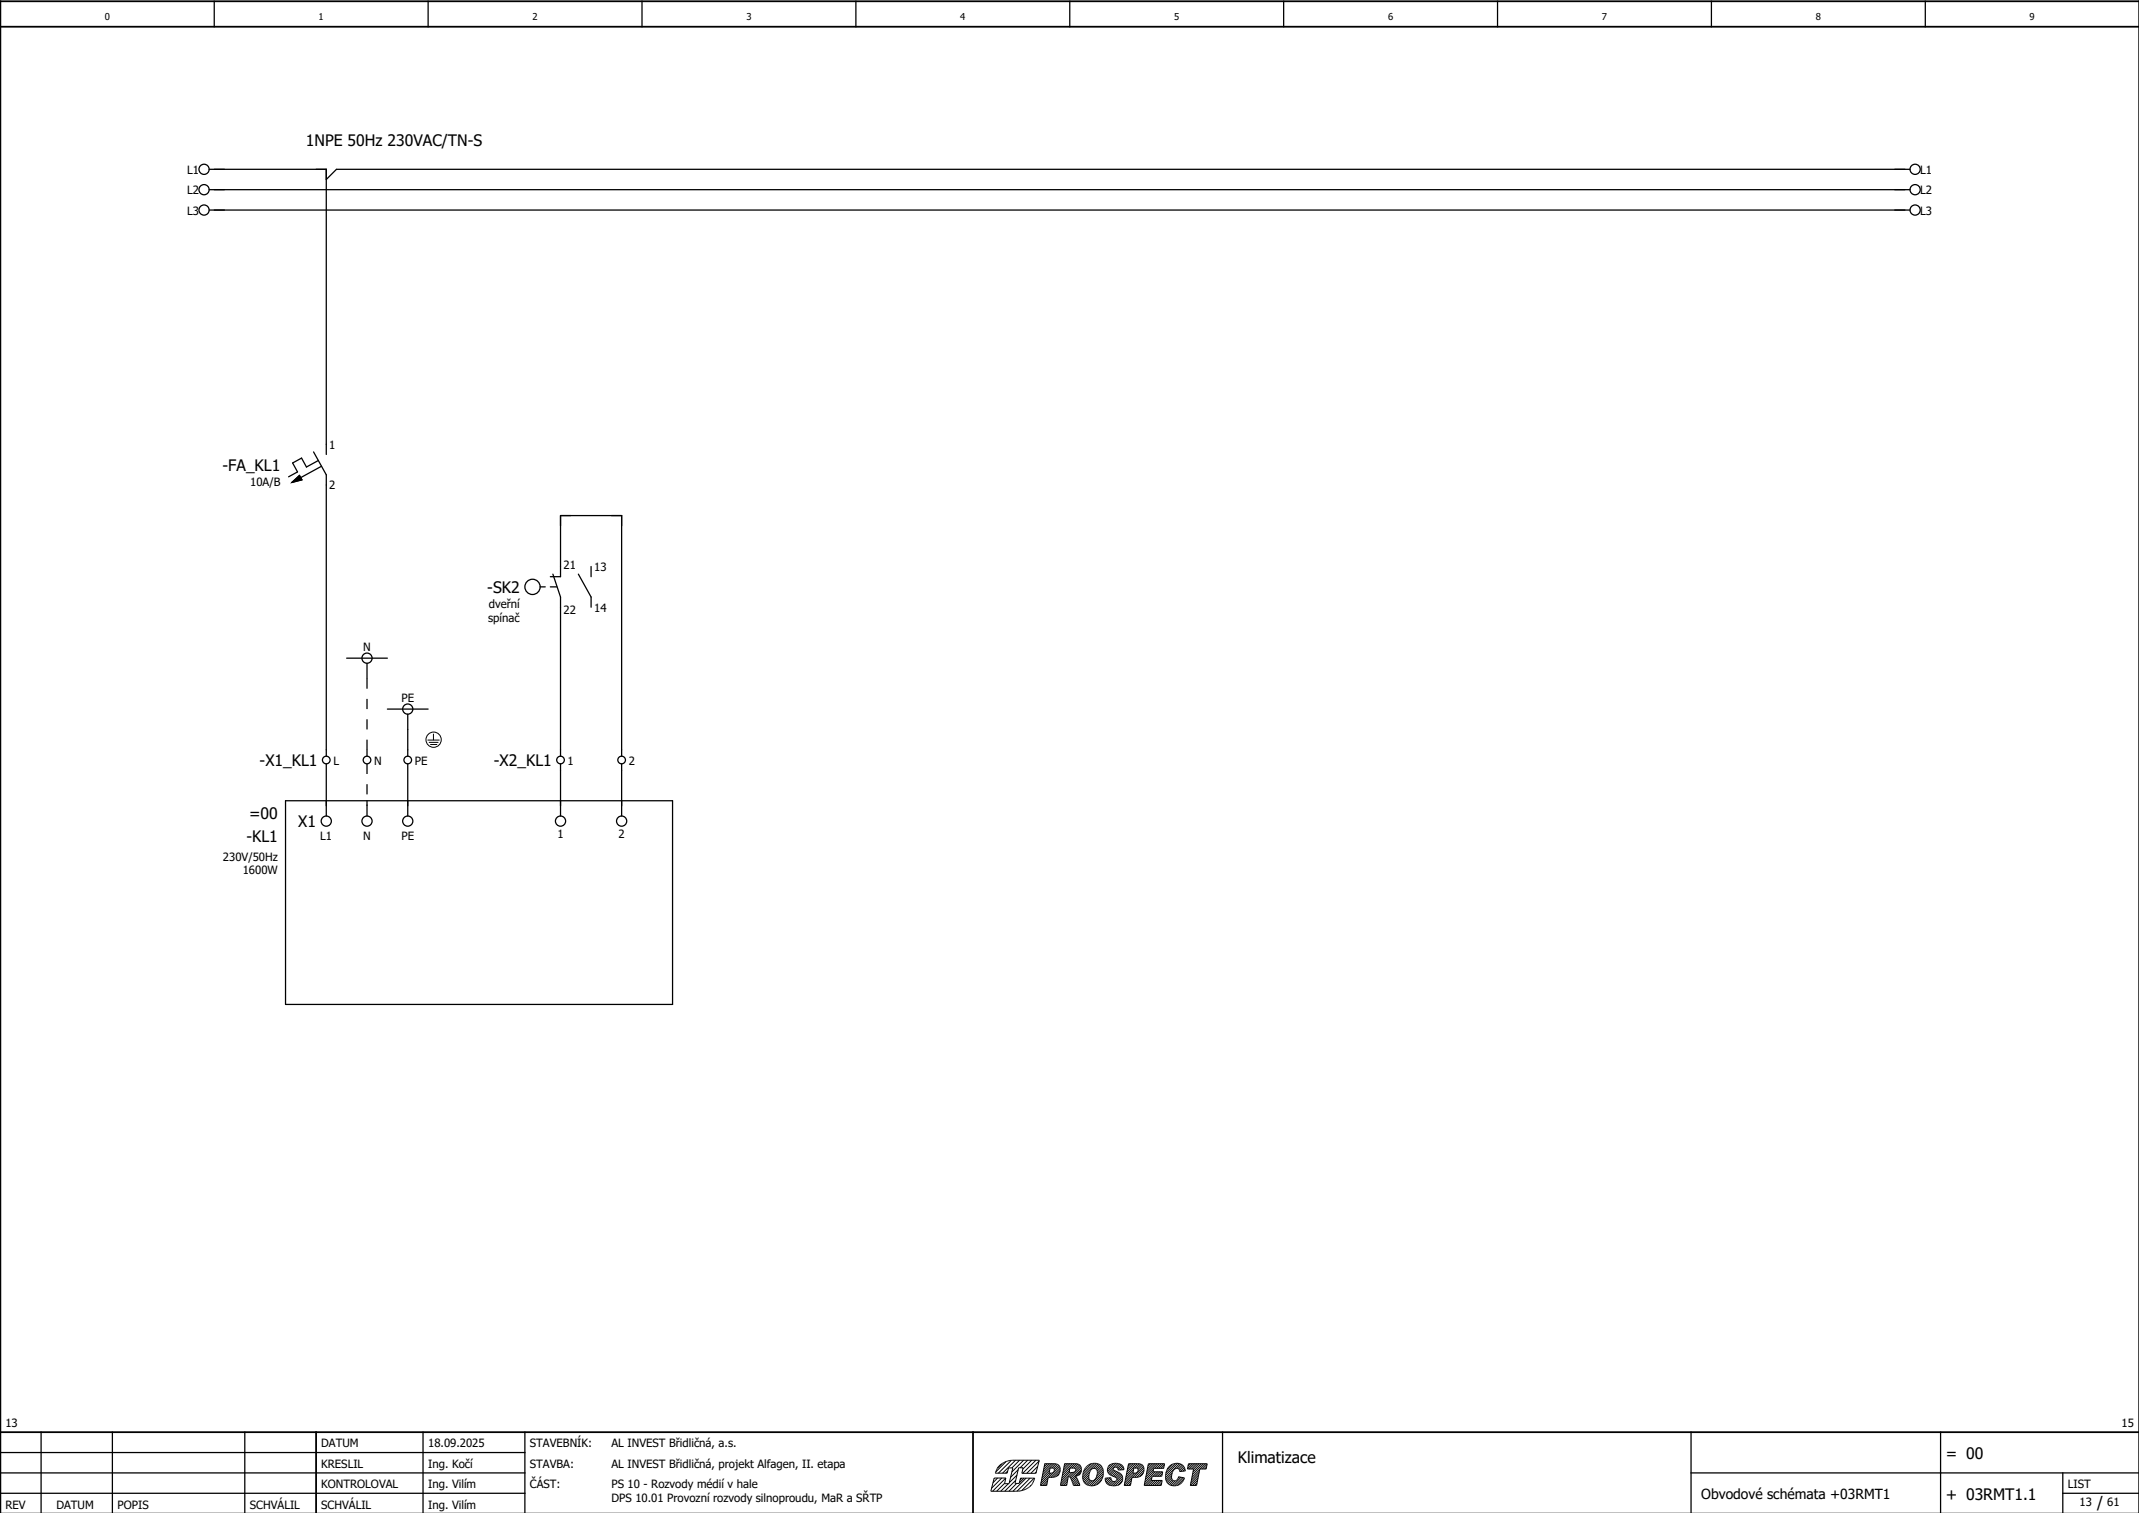 0 1 2 3 4 5 6 7 8 9
1NPE 50Hz 230VAC/TN-S
L1 L1
L2 L2
L3 L3
1
-FA_KL1
10A/B
2
21 13
-SK2
dveřní
spínač
22 14
N
PE
-X1_KL1 L N PE -X2_KL1 1 2
=00
X1
-KL1 L1 N PE 1 2
230V/50Hz
1600W
13 15
DATUM 18.09.2025 STAVEBNÍK: AL INVEST Břidličná, a.s.
KRESLIL Ing. Kočí STAVBA: AL INVEST Břidličná, projekt Alfagen, II. etapa
KONTROLOVAL Ing. Vilím ČÁST: PS 10 - Rozvody médií v hale
DPS 10.01 Provozní rozvody silnoproudu, MaR a SŘTP
REV DATUM POPIS SCHVÁLIL SCHVÁLIL Ing. Vilím
PROSPECT
Klimatizace
= 00
Obvodové schémata +03RMT1
+ 03RMT1.1
LIST
13 / 61